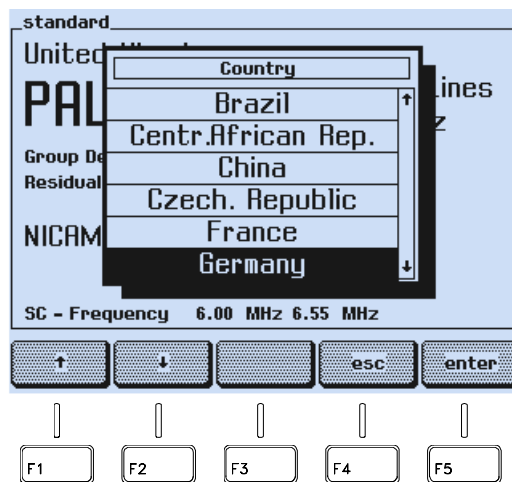 standard
United
Country
PAL
ines
Brazil
Centr.African Rep.
China
Group De
Residual
Czech. Republic
France
NICAM
Germany
SC - Frequency 6.00 MHz 6.55 MHz
↑ ↓ esc enter
F1 F2 F3 F4 F5